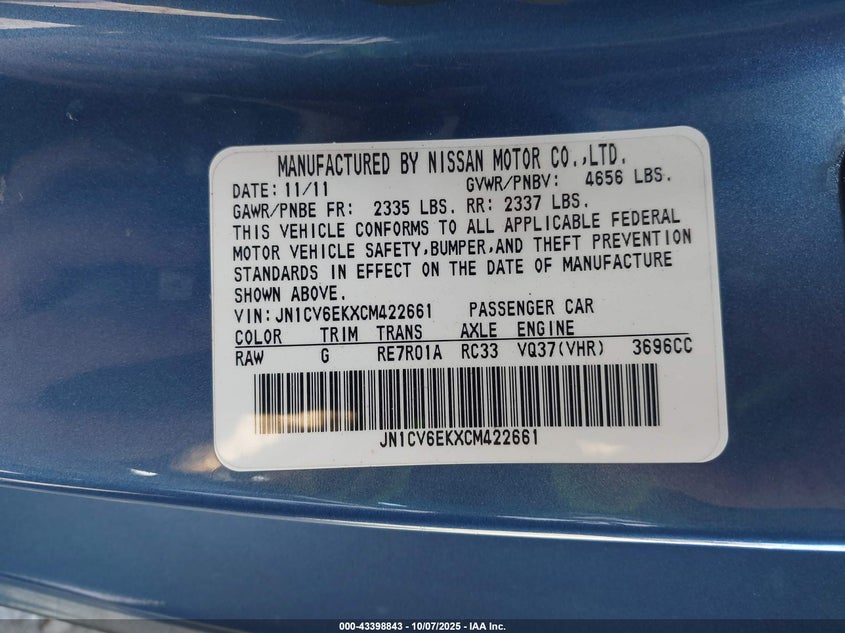 MANUFACTURED BY NISSAN MOTOR CO.,LTD.
DATE: 11/11 GVWR/PNBV: 4656 LBS.
GAWR/PNBE FR: 2335 LBS. RR: 2337 LBS.
THIS VEHICLE CONFORMS TO ALL APPLICABLE FEDERAL
MOTOR VEHICLE SAFETY,BUMPER,AND THEFT PREVENTION
STANDARDS IN EFFECT ON THE DATE OF MANUFACTURE
SHOWN ABOVE.
VIN:JN1CV6EKXCM422661 PASSENGER CAR
COLOR TRIM TRANS AXLE ENGINE
RAW G RE7R01A RC33 VQ37(VHR) 3696CC
JN1CV6EKXCM422661
000-43398843 | 10/07/2025 - IAA Inc.